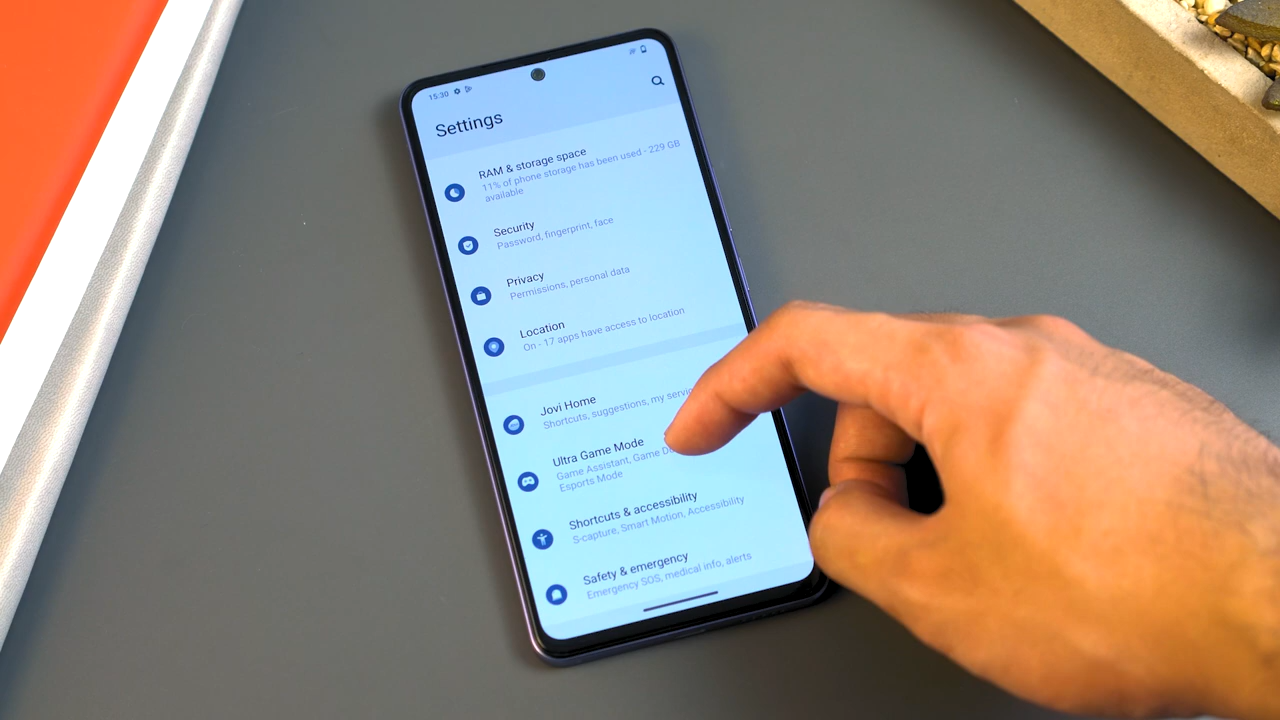 15:30
Settings
RAM & storage space
11% of phone storage has been used - 229 GB
available
Security
Password, fingerprint, face
Privacy
Permissions, personal data
Location
On - 17 apps have access to location
Jovi Home
Shortcuts, suggestions, my
Ultra Game Mode
Game Assistant, Game
Esports Mode
Shortcuts & accessibility
S-capture, Smart Motion, Accessibility
Safety & emergency
Emergency SOS, medical info, alerts